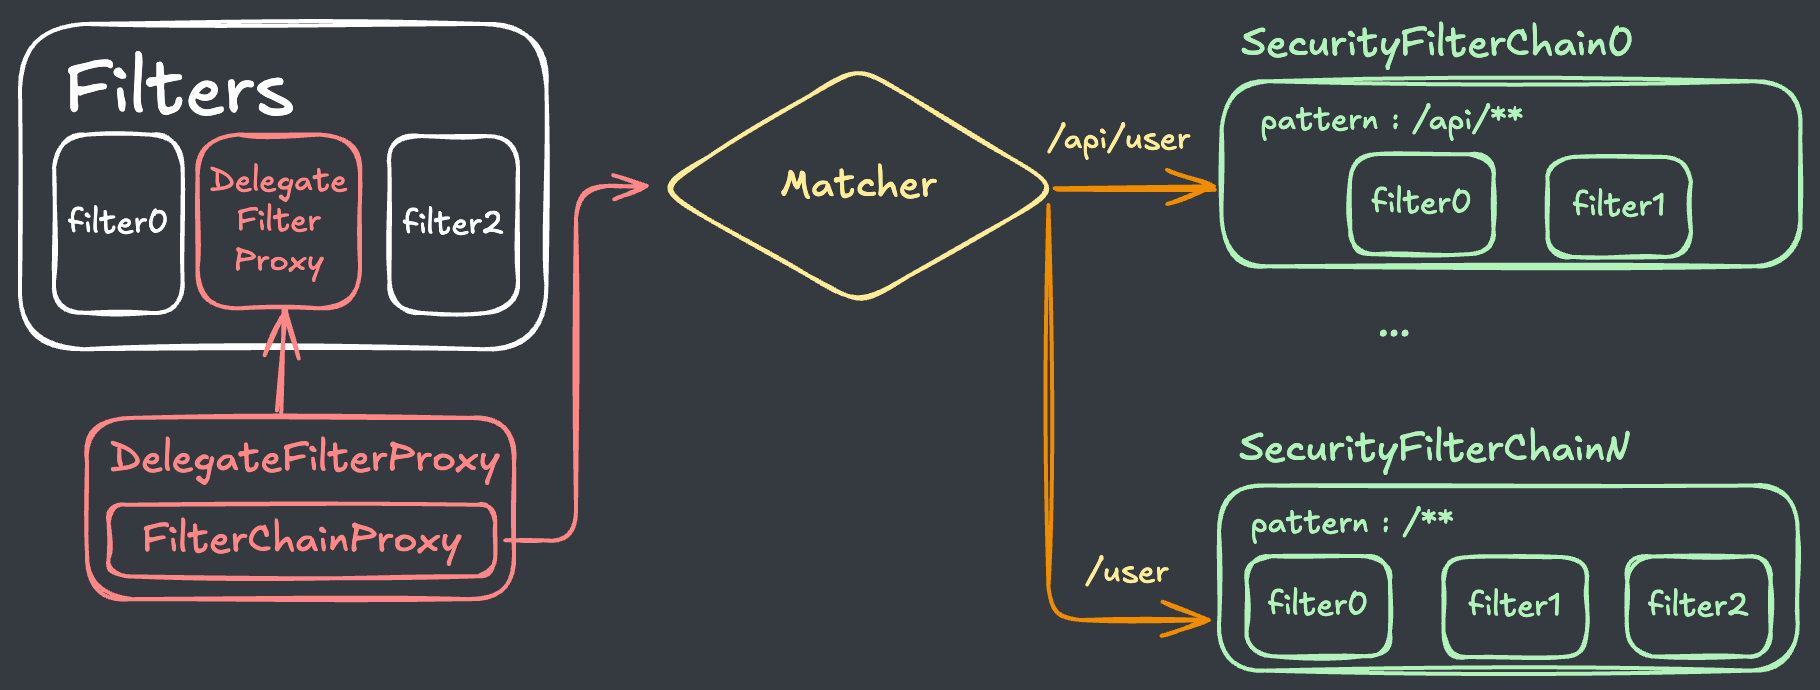 Filters
filter0
Delegate
Filter
Proxy
filter2
DelegateFilterProxy
FilterChainProxy
Matcher
/api/user
/user
SecurityFilterChain0
pattern : /api/**
filter0
filter1
...
SecurityFilterChainN
pattern : /**
filter0
filter1
filter2